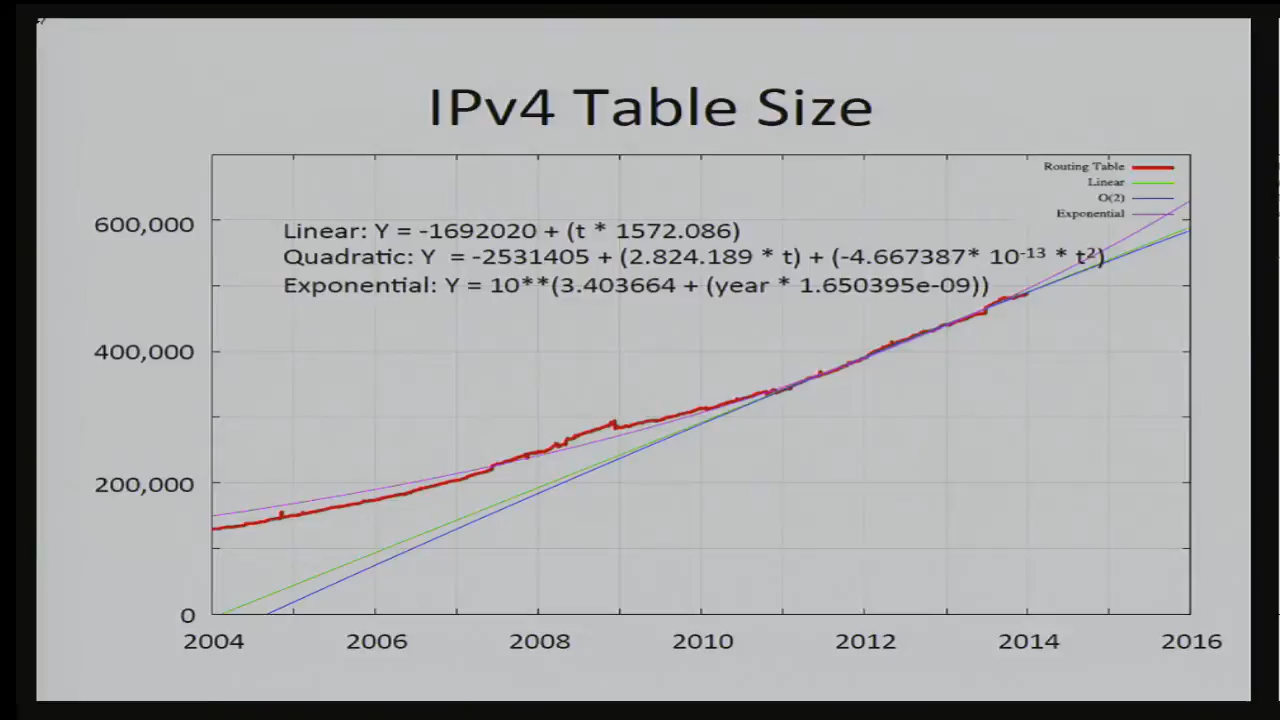 IPv4 Table Size
Routing Table
Linear
O(2)
Exponential
600,000
400,000
200,000
0
Linear: Y = -1692020 + (t * 1572.086)
Quadratic: Y = -2531405 + (2.824.189 * t) + (-4.667387* 10-13 * t2)
Exponential: Y = 10**(3.403664 + (year * 1.650395e-09))
2004 2006 2008 2010 2012 2014 2016